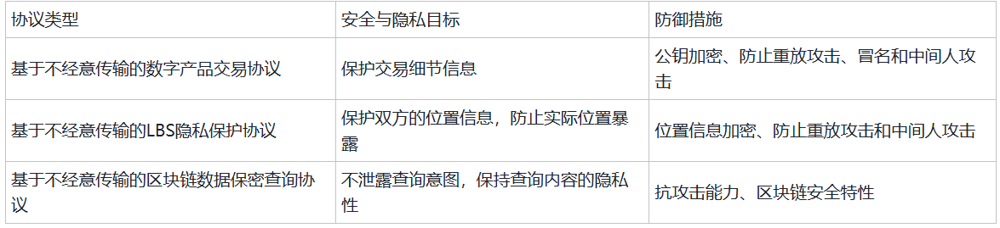 协议类型
安全与隐私目标
防御措施
基于不经意传输的数字产品交易协议
保护交易细节信息
公钥加密、防止重放攻击、冒名和中间人攻
击
基于不经意传输的LBS隐私保护协议
保护双方的位置信息，防止实际位置暴
露
位置信息加密、防止重放攻击和中间人攻击
基于不经意传输的区块链数据保密查询协
议
不泄露查询意图，保持查询内容的隐私
性
抗攻击能力、区块链安全特性